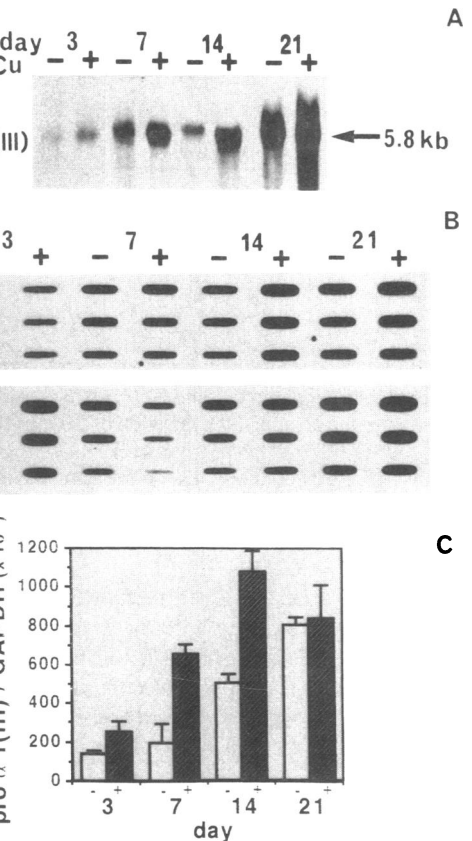 A
day 3 7 14 21
Cu − + − + − + − +
III) 5.8 kb
B
3 7 14 21
+ − + − + − +
C
1200
1000
800
600
400
200
0
- + - + - + - +
3 7 14 21
day